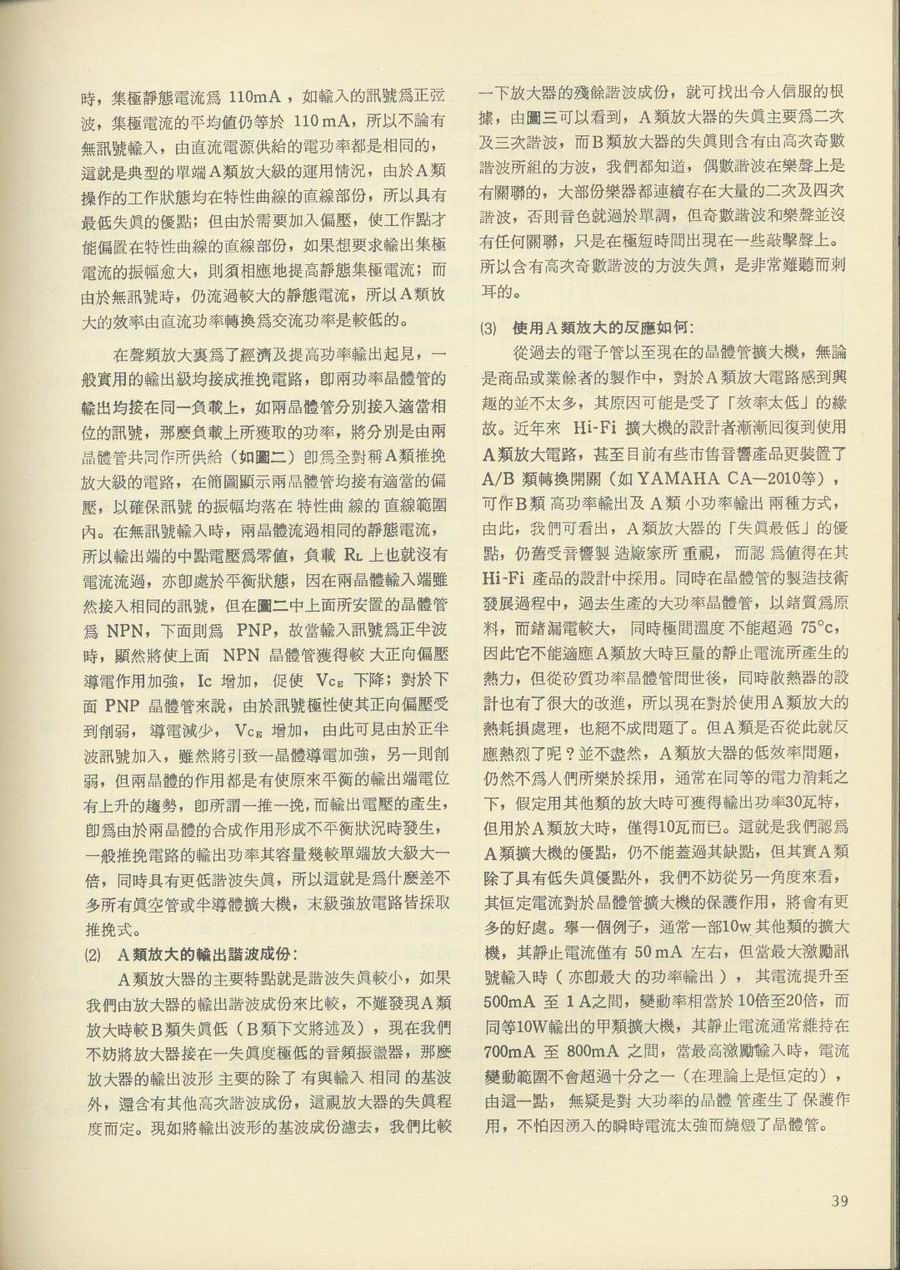 時，集極靜態電流爲 110mA ，如輸入的訊號爲正弦
波，集極電流的平均值仍等於 110 mA，所以不論有
無訊號輸入，由直流電源供給的電功率都是相同的，
這就是典型的單端A類放大級的運用情況，由於A類
操作的工作狀態均在特性曲線的直線部份，所以具有
最低失眞的優點；但由於需要加入偏壓，使工作點才
能偏置在特性曲線的直線部份，如果想要求輸出集極
電流的振幅愈大，則須相應地提高靜態集極電流；而
由於無訊號時，仍流過較大的靜態電流，所以A類放
大的效率由直流功率轉換爲交流功率是較低的。
在聲頻放大裏爲了經濟及提高功率輸出起見，一
般實用的輸出級均接成推挽電路，卽兩功率晶體管的
輸出均接在同一負載上，如兩晶體管分別接入適當相
位的訊號，那麼負載上所獲取的功率，將分別是由兩
晶體管共同作所供給（如圖二）卽爲全對稱A類推挽
放大級的電路，在簡圖顯示兩晶體管均接有適當的偏
壓，以確保訊號 的振幅均落在 特性曲 線的 直線範圍
內。在無訊號輸入時，兩晶體流過相同的靜態電流，
所以輸出端的中點電壓爲零値，負載 RL 上也就沒有
電流流過，亦卽處於平衡狀態，因在兩晶體輸入端雖
然接入相同的訊號，但在圖二中上面所安置的晶體管
爲 NPN，下面則爲 PNP，故當輸入訊號爲正半波
時，顯然將使上面 NPN 晶體管獲得較 大正向偏壓
導電作用加強， Ic 增加， 促使 VCE 下降；對於下
面 PNP 晶體管來說，由於訊號極性使其正向偏壓受
到削弱， 導電減少， VCE 增加， 由此可見由於正半
波訊號加入，雖然將引致一晶體導電加強，另一則削
弱，但兩晶體的作用都是有使原來平衡的輸出端電位
有上升的趨勢，卽所謂一推一挽，而輸出電壓的產生，
卽爲由於兩晶體的合成作用形成不平衡狀況時發生，
一般推挽電路的輸出功率其容量幾較單端放大級大一
倍，同時具有更低諧波失眞，所以這就是爲什麼差不
多所有眞空管或半導體擴大機，末級強放電路皆採取
推挽式。
⑵ A類放大的輸出諧波成份：
A類放大器的主要特點就是諧波失眞較小，如果
我們由放大器的輸出諧波成份來比較，不難發現A類
放大時較B類失眞低（B類下文將述及），現在我們
不妨將放大器接在一失眞度極低的音頻振盪器，那麼
放大器的輸出波形 主要的除了 有與輸入 相同 的基波
外，還含有其他高次諧波成份，這視放大器的失眞程
度而定。現如將輸出波形的基波成份濾去，我們比較
一下放大器的殘餘諧波成份，就可找出令人信服的根
據，由圖三可以看到，A類放大器的失眞主要爲二次
及三次諧波，而B類放大器的失眞則含有由高次奇數
諧波所組的方波，我們都知道，偶數諧波在樂聲上是
有關聯的，大部份樂器都連續存在大量的二次及四次
諧波，否則音色就過於單調，但奇數諧波和樂聲並沒
有任何關聯，只是在極短時間出現在一些敲擊聲上。
所以含有高次奇數諧波的方波失眞，是非常難聽而刺
耳的。
⑶ 使用A類放大的反應如何：
從過去的電子管以至現在的晶體管擴大機，無論
是商品或業餘者的製作中，對於A類放大電路感到興
趣的並不太多，其原因可能是受了「效率太低」的緣
故。近年來 Hi-Fi 擴大機的設計者漸漸囘復到使用
A類放大電路，甚至目前有些市售音響產品更裝置了
A/B 類轉換開關（如 YAMAHA CA—2010等），
可作B類 高功率輸出及 A類 小功率輸出 兩種方式，
由此，我們可看出，A類放大器的「失眞最低」的優
點，仍舊受音響製 造廠家所 重視， 而認 爲値得在其
Hi-Fi 產品的設計中採用。同時在晶體管的製造技術
發展過程中，過去生產的大功率晶體管，以鍺質爲原
料，而鍺漏電較大， 同時極間溫度 不能超過 75°c，
因此它不能適應A類放大時巨量的靜止電流所產生的
熱力，但從矽質功率晶體管問世後，同時散熱器的設
計也有了很大的改進，所以現在對於使用A類放大的
熱耗損處理，也絕不成問題了。但A類是否從此就反
應熱烈了呢？並不盡然，A類放大器的低效率問題，
仍然不爲人們所樂於採用，通常在同等的電力消耗之
下，假定用其他類的放大時可獲得輸出功率30瓦特，
但用於A類放大時，僅得10瓦而已。這就是我們認爲
A類擴大機的優點，仍不能蓋過其缺點，但其實A類
除了具有低失眞優點外，我們不妨從另一角度來看，
其恒定電流對於晶體管擴大機的保護作用，將會有更
多的好處。擧一個例子，通常一部10w 其他類的擴大
機，其靜止電流僅有 50 mA 左右，但當最大激勵訊
號輸入時（ 亦卽最大 的功率輸出 ）， 其電流提升至
500mA 至 1 A之間，變動率相當於10倍至20倍，而
同等10W輸出的甲類擴大機，其靜止電流通常維持在
700mA 至 800mA 之間，當最高激勵輸入時，電流
變動範圍不會超過十分之一（在理論上是恒定的），
由這一點， 無疑是對 大功率的晶體 管產生了 保護作
用，不怕因湧入的瞬時電流太強而燒燬了晶體管。
39